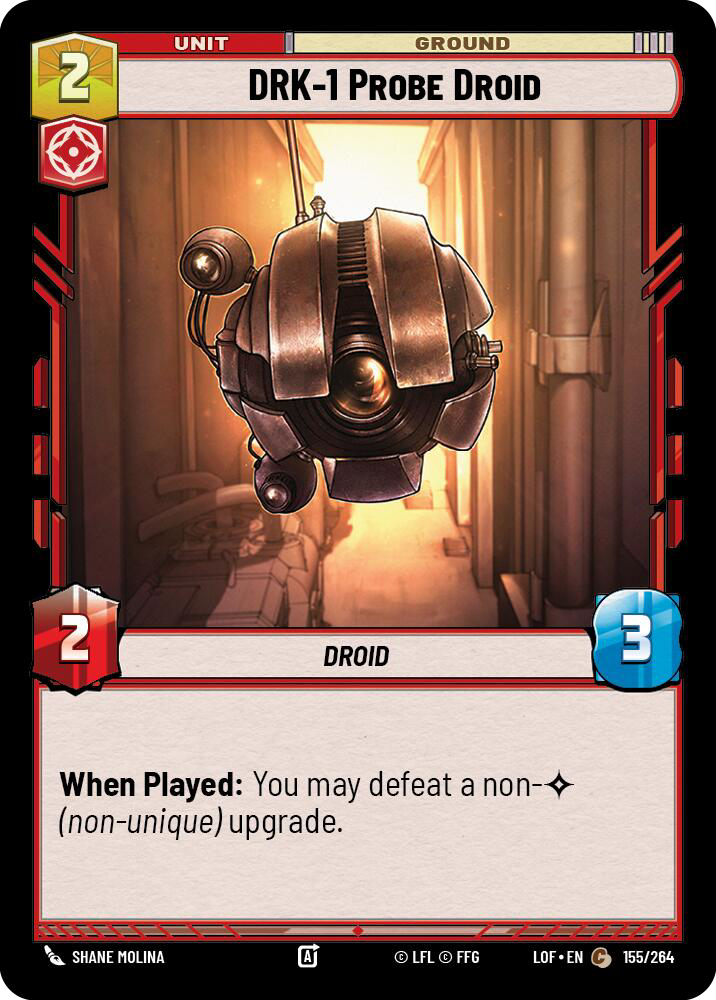 UNIT
GROUND
2
DRK-1 PROBE DROID
2
DROID
3
When Played: You may defeat a non-⟡
(non-unique) upgrade.
SHANE MOLINA
A
© LFL © FFG
LOF • EN
C
155/264